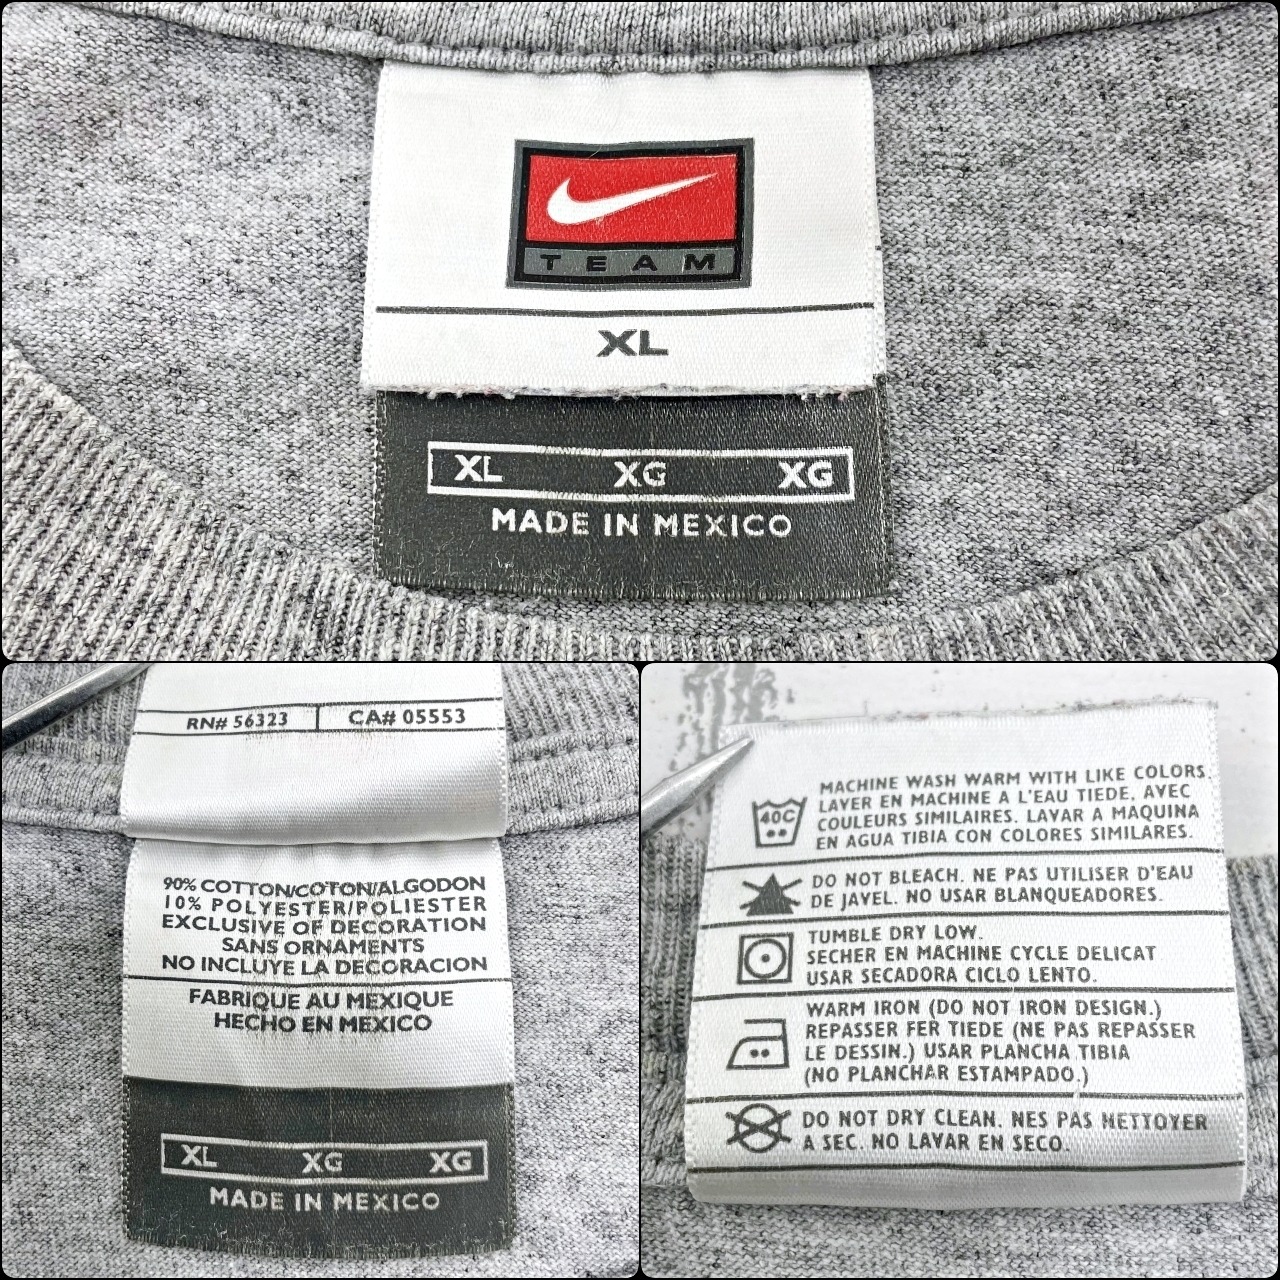 TEAM
XL
XL XG XG
MADE IN MEXICO
RN# 56323 CA# 05553
90% COTTON/COTON/ALGODON
10% POLYESTER/POLIESTER
EXCLUSIVE OF DECORATION
SANS ORNAMENTS
NO INCLUYE LA DECORACION
FABRIQUE AU MEXIQUE
HECHO EN MEXICO
XL XG XG
MADE IN MEXICO
40C
MACHINE WASH WARM WITH LIKE COLORS.
LAVER EN MACHINE A L'EAU TIEDE, AVEC
COULEURS SIMILAIRES. LAVAR A MAQUINA
EN AGUA TIBIA CON COLORES SIMILARES.
DO NOT BLEACH. NE PAS UTILISER D'EAU
DE JAVEL. NO USAR BLANQUEADORES.
TUMBLE DRY LOW.
SECHER EN MACHINE CYCLE DELICAT
USAR SECADORA CICLO LENTO.
WARM IRON (DO NOT IRON DESIGN.)
REPASSER FER TIEDE (NE PAS REPASSER
LE DESSIN.) USAR PLANCHA TIBIA
(NO PLANCHAR ESTAMPADO.)
DO NOT DRY CLEAN. NES PAS NETTOYER
A SEC. NO LAVAR EN SECO.